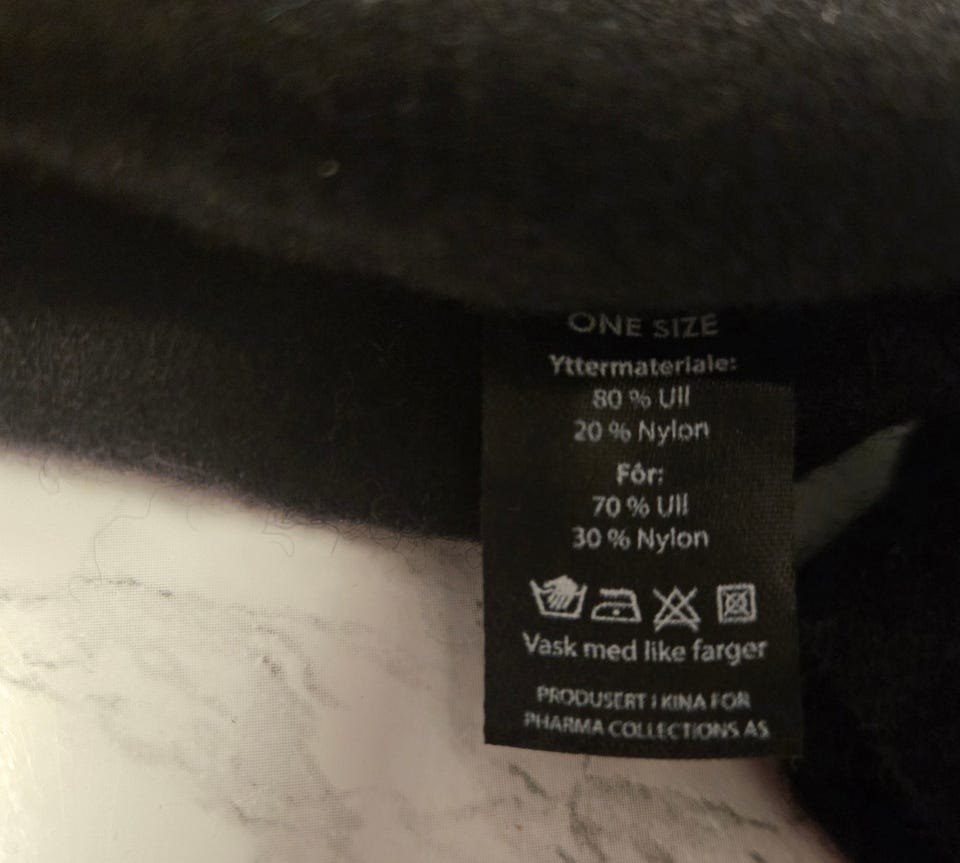 ONE SIZE
Yttermateriale:
80 % Ull
20 % Nylon
Fôr:
70 % Ull
30 % Nylon
Vask med like farger
PRODUSERT I KINA FOR
PHARMA COLLECTIONS AS